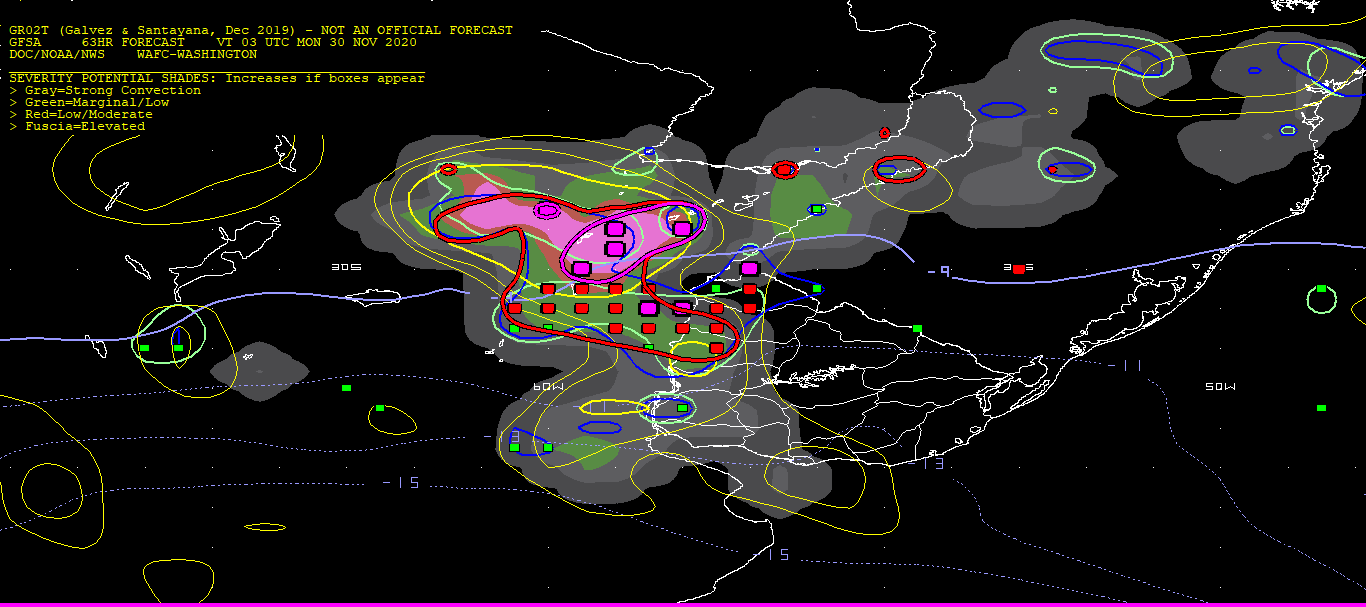 GR02T (Galvez & Santayana, Dec 2019) - NOT AN OFFICIAL FORECAST
GFSA 63HR FORECAST VT 03 UTC MON 30 NOV 2020
DOC/NOAA/NWS WAFC-WASHINGTON
SEVERITY POTENTIAL SHADES: Increases if boxes appear
> Gray=Strong Convection
> Green=Marginal/Low
> Red=Low/Moderate
> Fuscia=Elevated
30S
-9
-11
60W
50W
-13
-15
-15